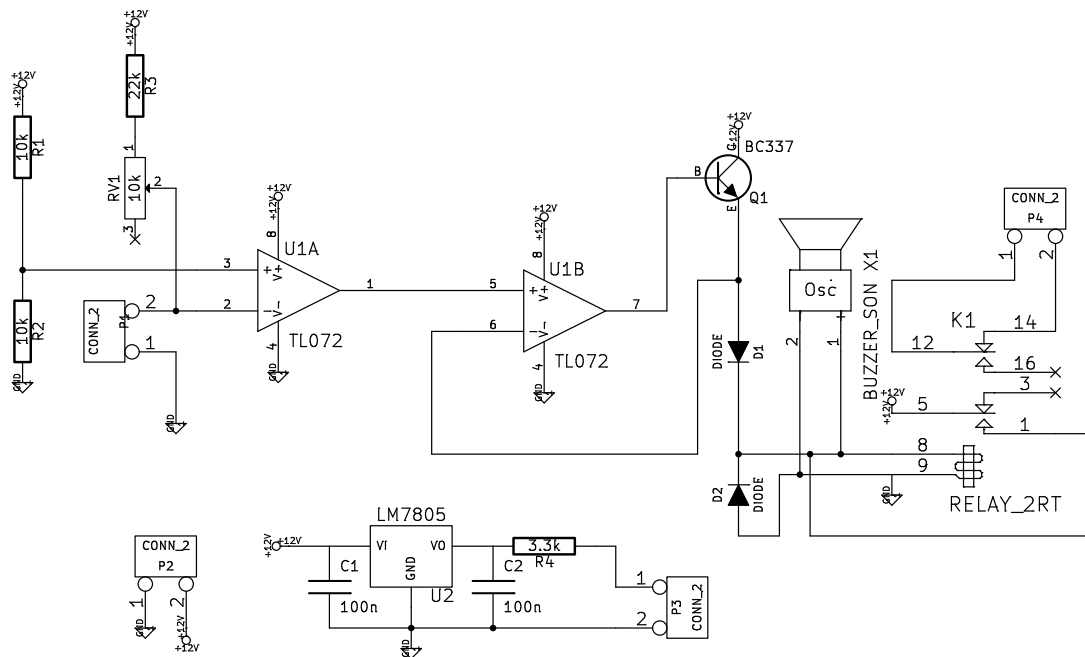 +12V
22k
R3
+12V
10k
R1
1
RV1
10k
2
3
+12V
8
U1A
3
+
V+
2
-
V-
1
4
TL072
GND
10k
R2
GND
CONN_2
P1
2
1
GND
+12V
8
U1B
5
+
V+
6
-
V-
7
4
TL072
GND
+12V
C
BC337
B
Q1
E
DIODE
D1
D2
DIODE
Osc
BUZZER_SON X1
2
1
+
CONN_2
P4
1
2
K1
14
12
16
3
+12V
5
1
8
9
GND
RELAY_2RT
CONN_2
P2
1
2
GND
+12V
LM7805
+12V
VI
VO
GND
U2
C1
100n
C2
100n
3.3k
R4
GND
1
2
P3
CONN_2